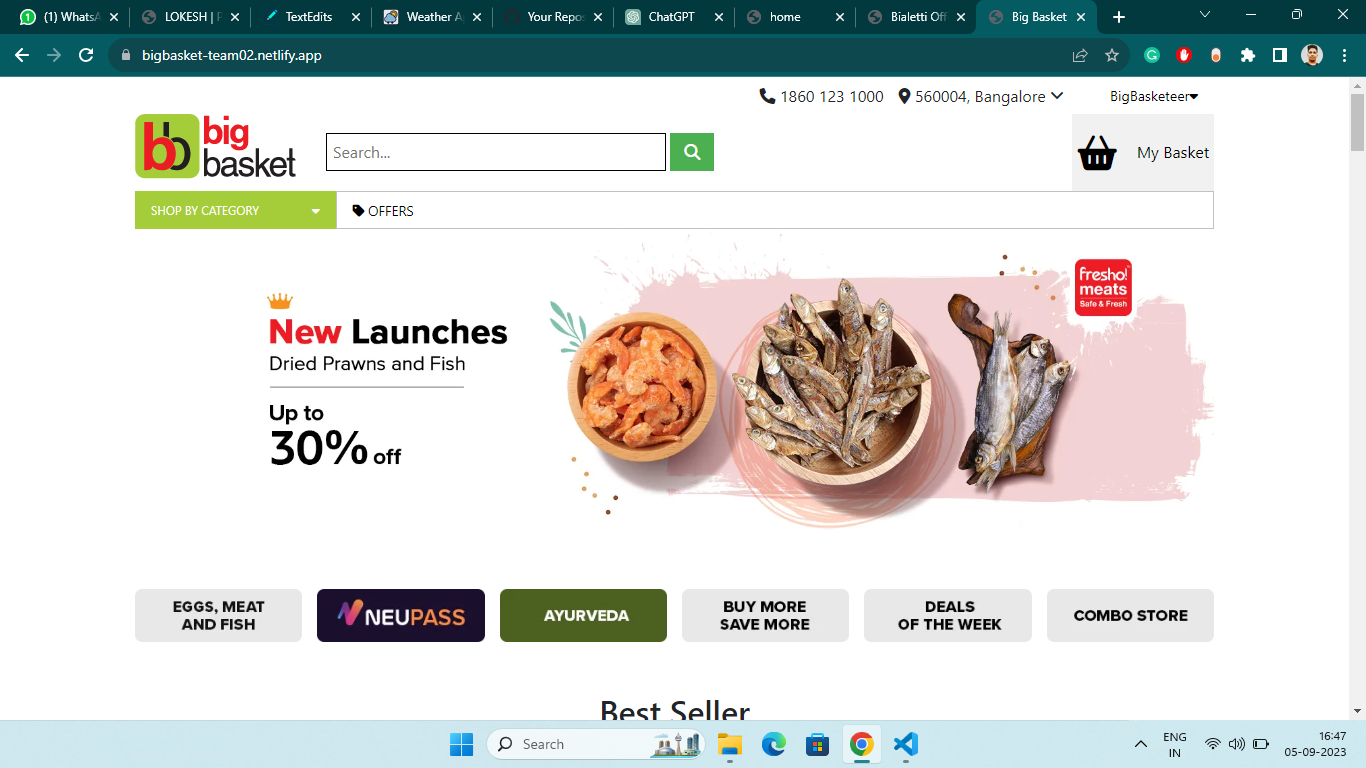 (1) WhatsA
LOKESH | P
TextEdits
Weather A
Your Repos
ChatGPT
home
Bialetti Off
Big Basket
bigbasket-team02.netlify.app
1860 123 1000
560004, Bangalore
BigBasketeer
bb
big
basket
Search...
My Basket
SHOP BY CATEGORY
OFFERS
fresho!
meats
Safe & Fresh
New Launches
Dried Prawns and Fish
Up to
30% off
EGGS, MEAT
AND FISH
NEUPASS
AYURVEDA
BUY MORE
SAVE MORE
DEALS
OF THE WEEK
COMBO STORE
Best Seller
Search
ENG
IN
16:47
05-09-2023